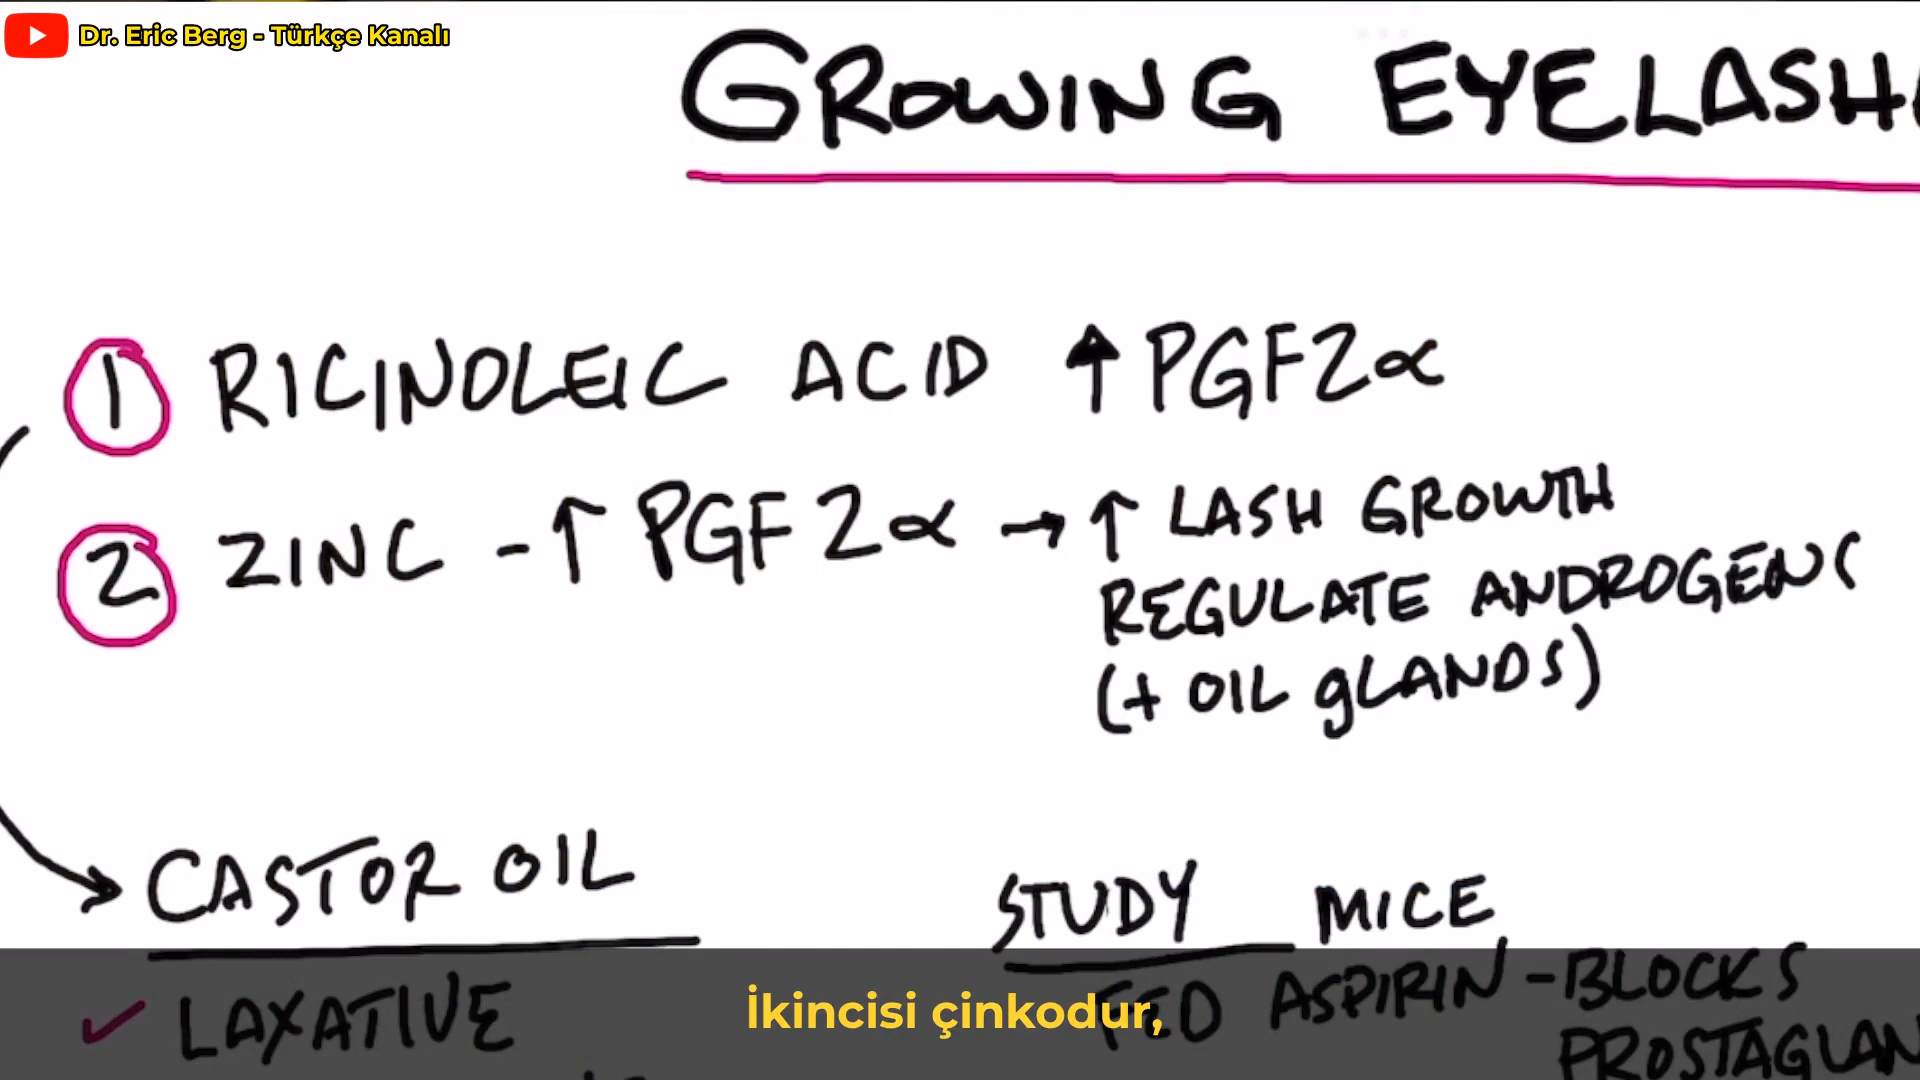 Dr. Eric Berg - Türkçe Kanalı
GROWING EYELASH
1 RICINOLEIC ACID ↑ PGF2α
2 ZINC - ↑ PGF2α → ↑ LASH GROWTH
REGULATE ANDROGENS
(+ OIL gLANDS)
CASTOR OIL
STUDY MICE
LAXATIVE
FED ASPIRIN - BLOCKS
PROSTAGLAN
İkincisi çinkodur,